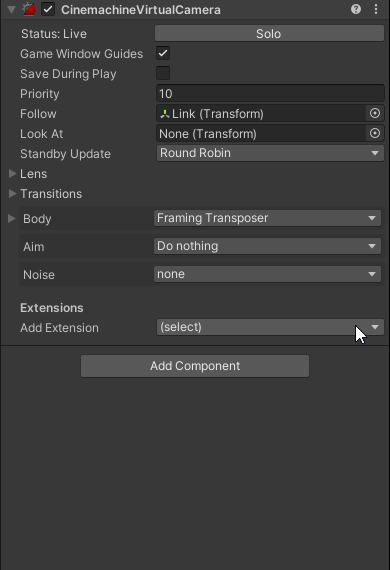 CinemachineVirtualCamera
Status: Live Solo
Game Window Guides
Save During Play
Priority 10
Follow Link (Transform)
Look At None (Transform)
Standby Update Round Robin
Lens
Transitions
Body Framing Transposer
Aim Do nothing
Noise none
Extensions
Add Extension (select)
Add Component